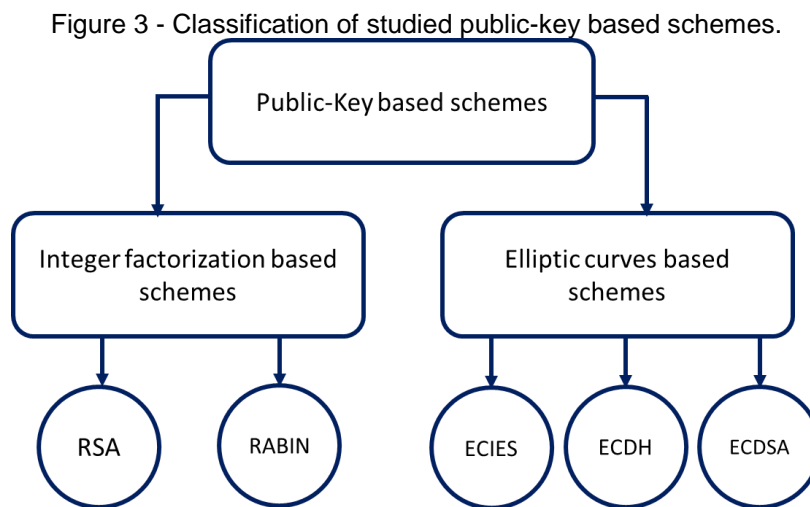 Figure 3 - Classification of studied public-key based schemes.
Public-Key based schemes
Integer factorization based
schemes
Elliptic curves based
schemes
RSA
RABIN
ECIES
ECDH
ECDSA